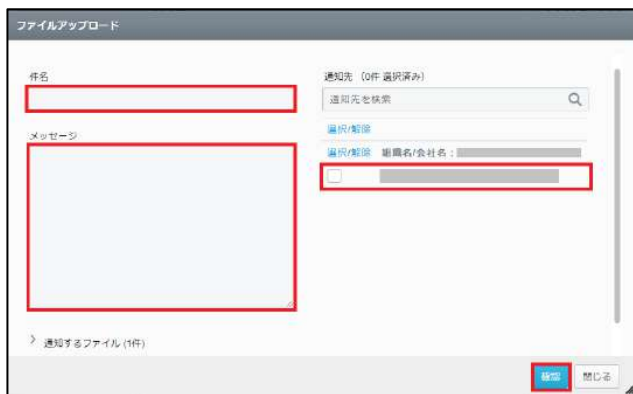 ファイルアップロード
件名
メッセージ
通知するファイル (1件)
通知先 (0件 選択済み)
通知先を検索
選択/解除
選択/解除 組織名/会社名:
確認 閉じる